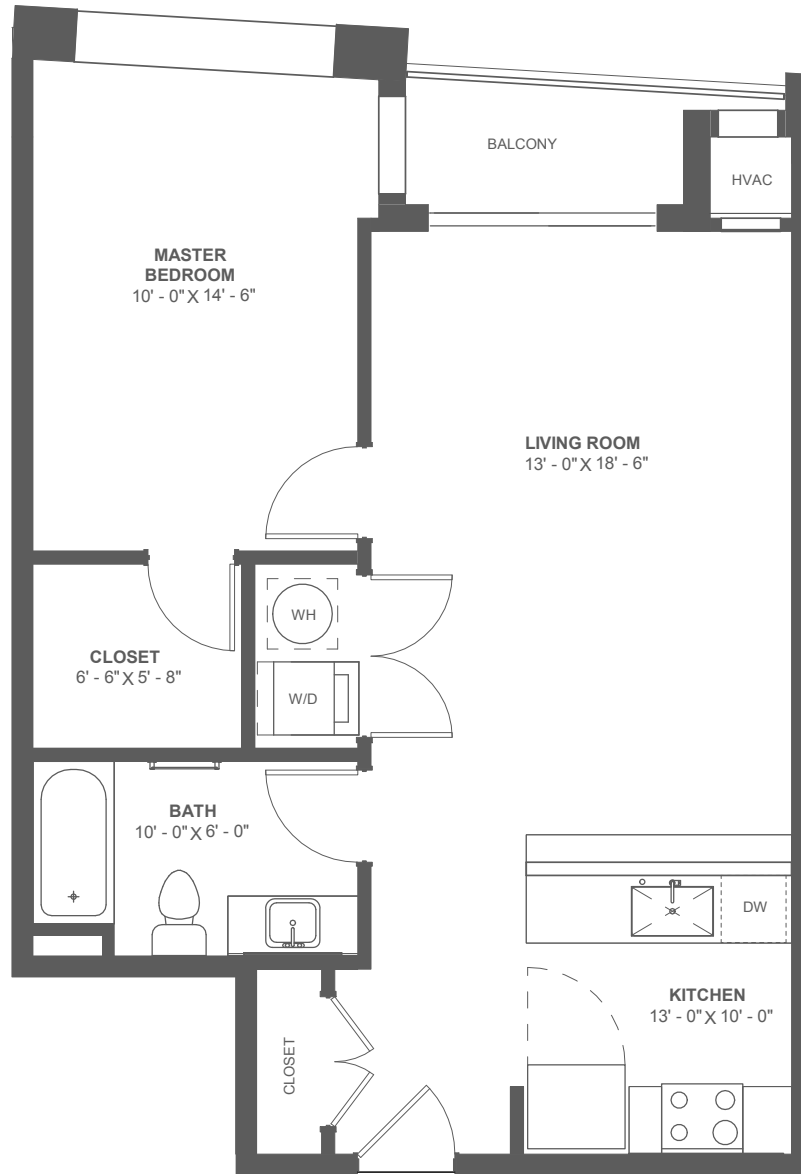 BALCONY
HVAC
MASTER
BEDROOM
10' - 0" X 14' - 6"
LIVING ROOM
13' - 0" X 18' - 6"
WH
CLOSET
6' - 6" X 5' - 8"
W/D
BATH
10' - 0" X 6' - 0"
DW
KITCHEN
13' - 0" X 10' - 0"
CLOSET